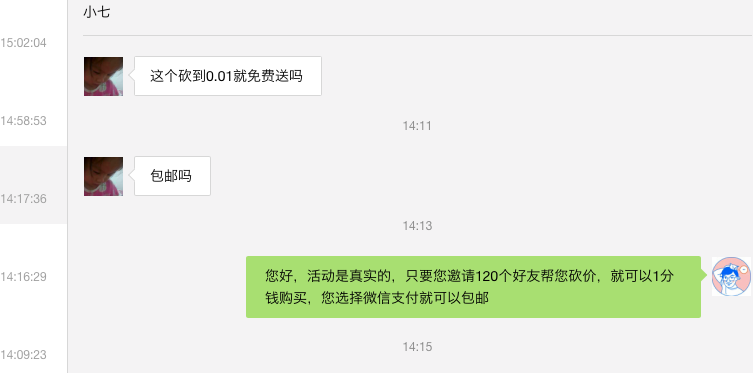 小七
15:02:04
这个砍到0.01就免费送吗
14:58:53
14:11
包邮吗
14:17:36
14:13
您好，活动是真实的，只要您邀请120个好友帮您砍价，就可以1分
14:16:29
钱购买，您选择微信支付就可以包邮
14:15
14:09:23